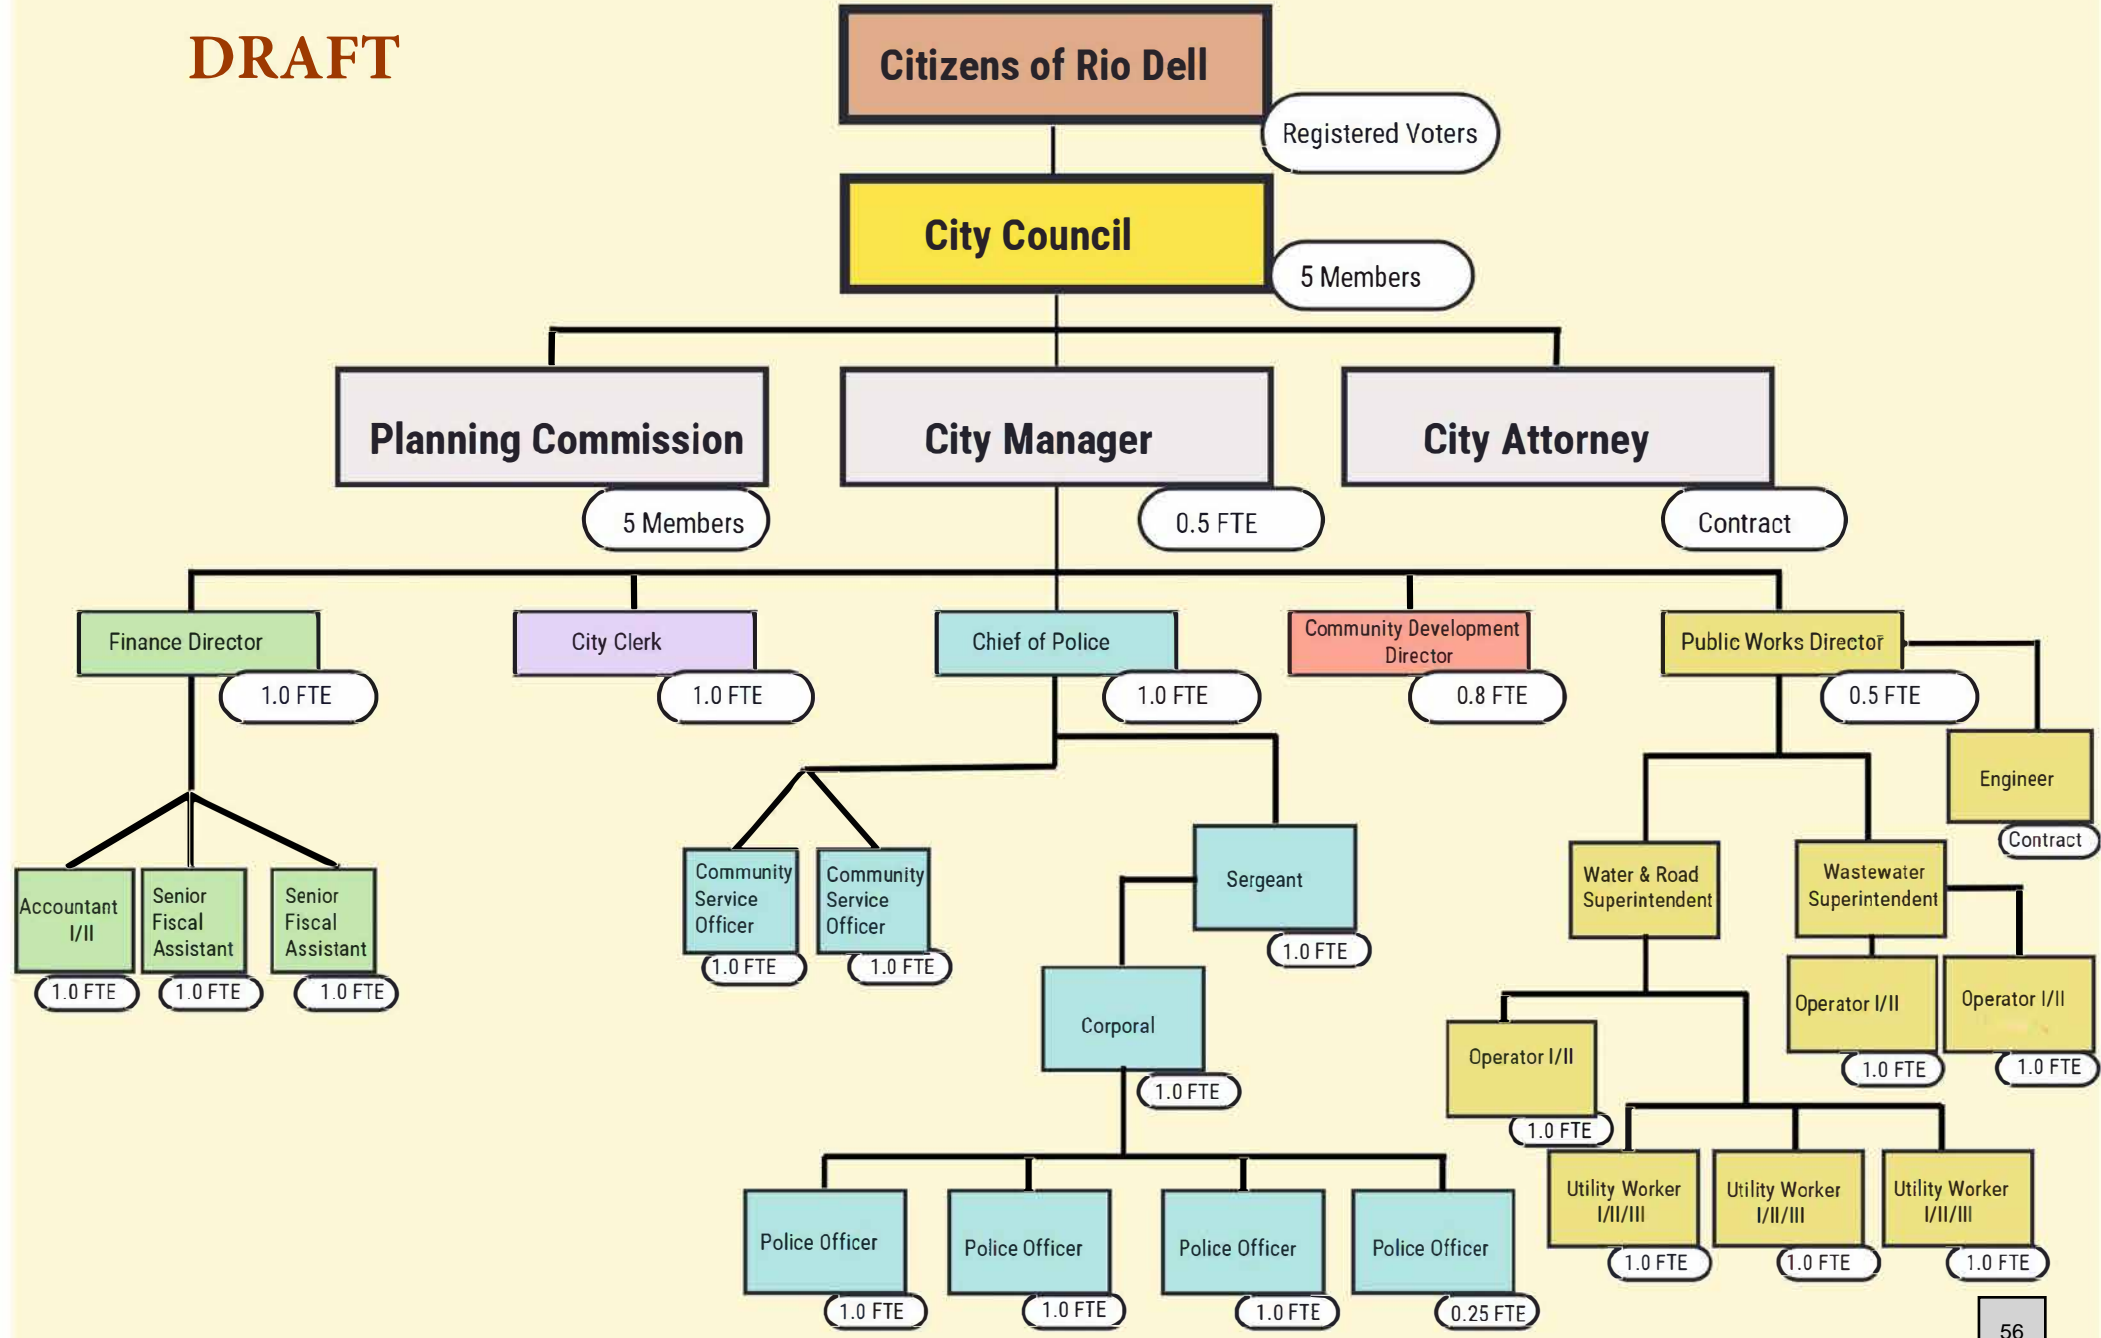 DRAFT
Citizens of Rio Dell
Registered Voters
City Council
5 Members
Planning Commission
5 Members
City Manager
0.5 FTE
City Attorney
Contract
Finance Director
1.0 FTE
City Clerk
1.0 FTE
Chief of Police
1.0 FTE
Community Development
Director
0.8 FTE
Public Works Director
0.5 FTE
Engineer
Contract
Accountant
I/II
1.0 FTE
Senior
Fiscal
Assistant
1.0 FTE
Senior
Fiscal
Assistant
1.0 FTE
Community
Service
Officer
1.0 FTE
Community
Service
Officer
1.0 FTE
Sergeant
1.0 FTE
Corporal
1.0 FTE
Police Officer
1.0 FTE
Police Officer
1.0 FTE
Police Officer
1.0 FTE
Police Officer
0.25 FTE
Water & Road
Superintendent
Wastewater
Superintendent
Operator I/II
1.0 FTE
Operator I/II
1.0 FTE
Operator I/II
1.0 FTE
Utility Worker
I/II/III
1.0 FTE
Utility Worker
I/II/III
1.0 FTE
Utility Worker
I/II/III
1.0 FTE
56